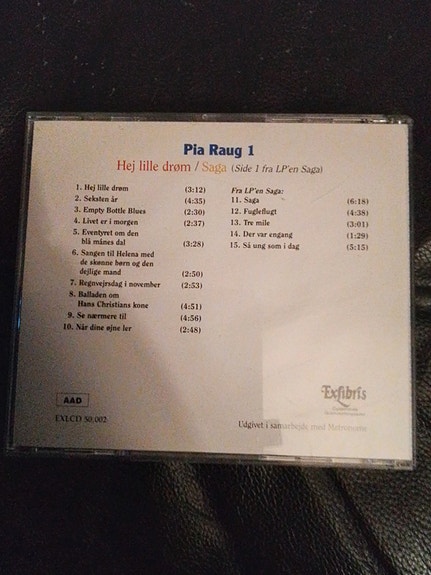 Pia Raug 1
Hej lille drøm / Saga (Side 1 fra LP'en Saga)
1. Hej lille drøm (3:12)
2. Seksten år (4:35)
3. Empty Bottle Blues (2:30)
4. Livet er i morgen (2:37)
5. Eventyret om den
blå månes dal (3:28)
6. Sangen til Helena med
de skønne børn og den
dejlige mand (2:50)
7. Regnvejrsdag i november (2:53)
8. Balladen om
Hans Christians kone (4:51)
9. Se nærmere til (4:56)
10. Når dine øjne ler (2:48)
Fra LP'en Saga:
11. Saga (6:18)
12. Fugleflugt (4:38)
13. Tre mile (3:01)
14. Der var engang (1:29)
15. Så ung som i dag (5:15)
AAD
EXLCD 50.002
Exlibris
Udgivet i samarbejde med Metronome